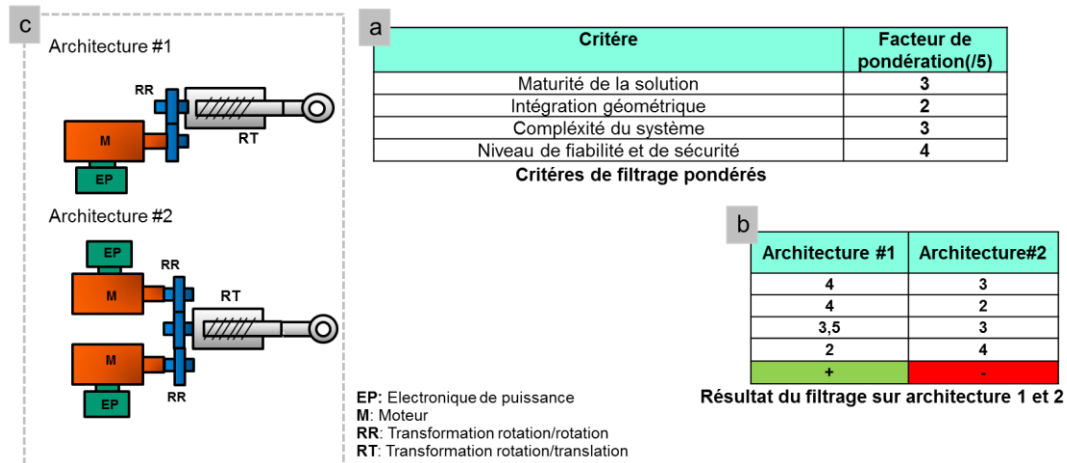 c
Architecture #1
RR
M
RT
EP
Architecture #2
EP
RR
M
RT
M
EP
RR
a
Critére Facteur de
pondération(/5)
Maturité de la solution 3
Intégration géométrique 2
Compléxité du système 3
Niveau de fiabilité et de sécurité 4
Critéres de filtrage pondérés
b
Architecture #1 Architecture#2
4 3
4 2
3,5 3
2 4
+ -
Résultat du filtrage sur architecture 1 et 2
EP: Electronique de puissance
M: Moteur
RR: Transformation rotation/rotation
RT: Transformation rotation/translation